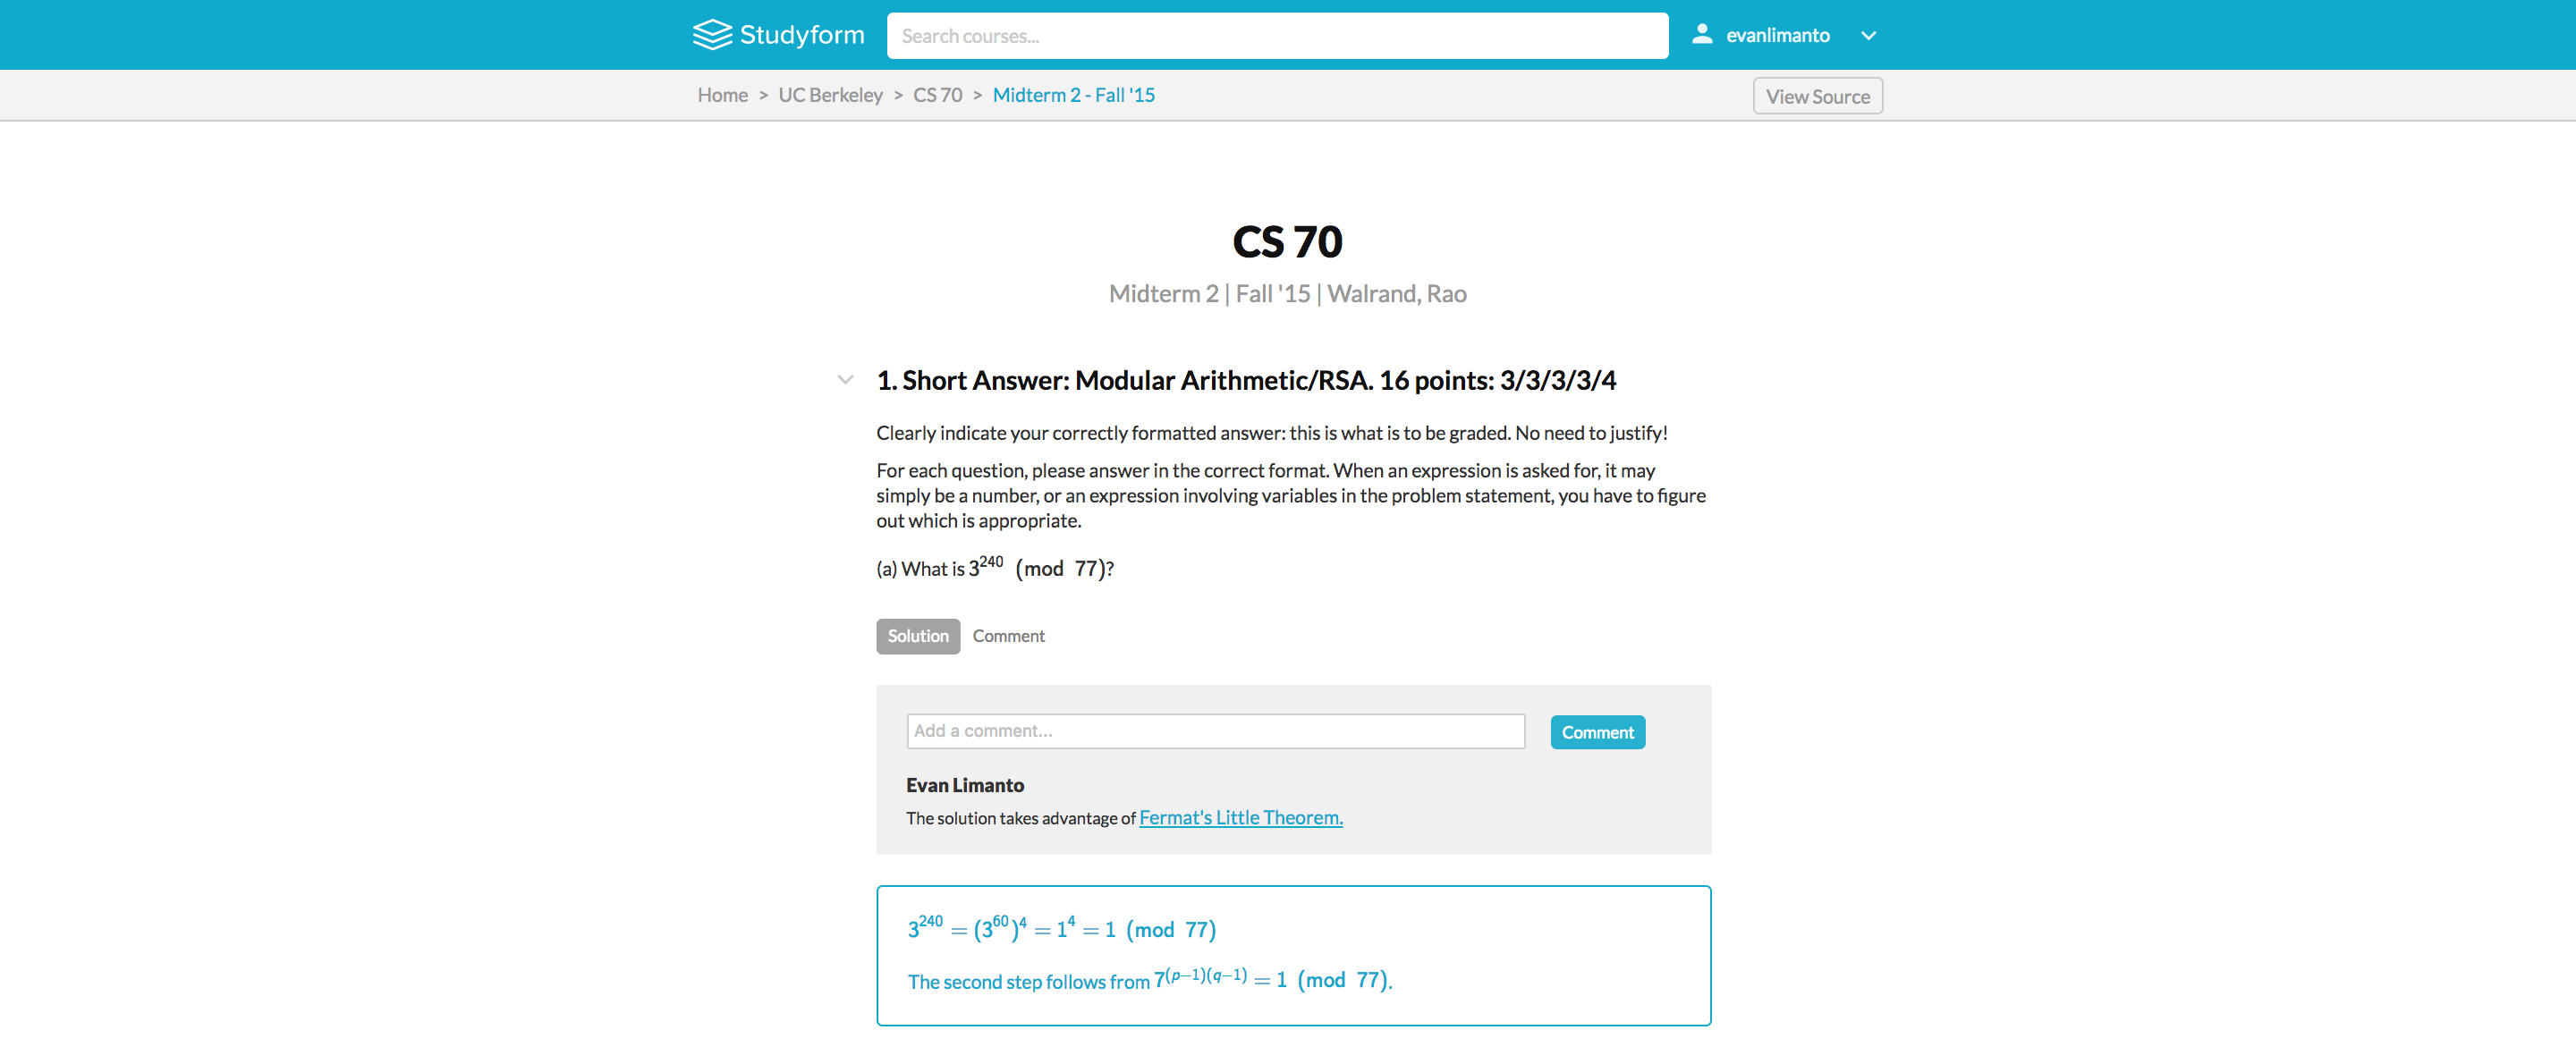 Studyform
Search courses...
evanlimanto
Home > UC Berkeley > CS 70 > Midterm 2 - Fall '15
View Source
CS 70
Midterm 2 | Fall '15 | Walrand, Rao
1. Short Answer: Modular Arithmetic/RSA. 16 points: 3/3/3/3/4
Clearly indicate your correctly formatted answer: this is what is to be graded. No need to justify!
For each question, please answer in the correct format. When an expression is asked for, it may
simply be a number, or an expression involving variables in the problem statement, you have to figure
out which is appropriate.
(a) What is 3^240 (mod 77)?
Solution Comment
Add a comment...
Comment
Evan Limanto
The solution takes advantage of Fermat's Little Theorem.
3^240 = (3^60)^4 = 1^4 = 1 (mod 77)
The second step follows from 7^(p−1)(q−1) = 1 (mod 77).